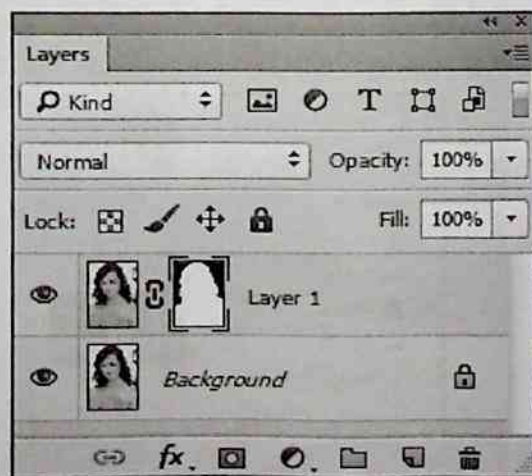 Layers
Kind T
Normal Opacity: 100%
Lock: Fill: 100%
Layer 1
Background
fx.